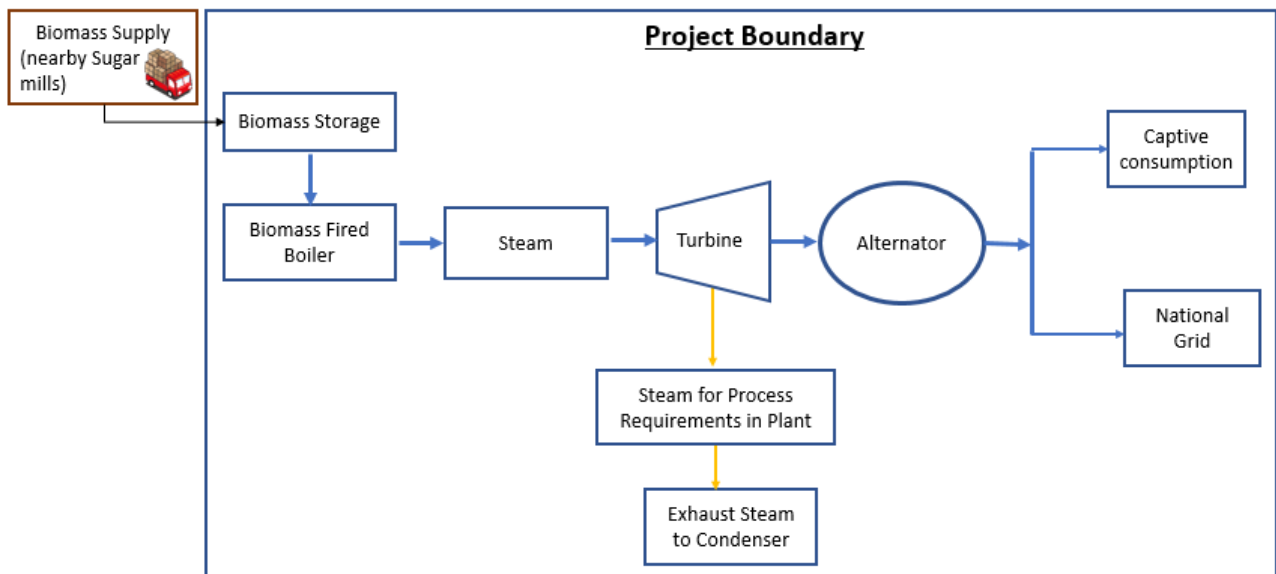 Biomass Supply
(nearby Sugar
mills)
Project Boundary
Biomass Storage
Captive
consumption
Biomass Fired
Boiler
Steam
Turbine
Alternator
National
Grid
Steam for Process
Requirements in Plant
Exhaust Steam
to Condenser